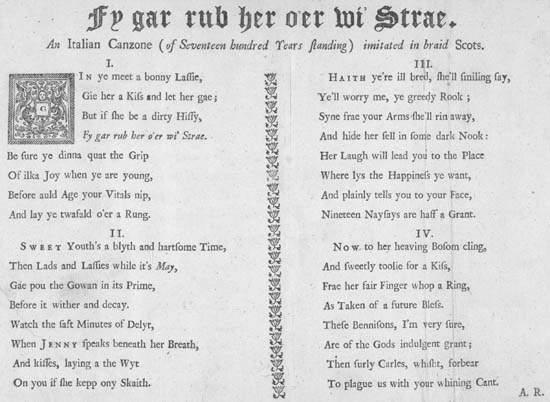 Fy gar rub her o'er wi' Strae.
An Italian Canzone (of Seventeen hundred Years ſtanding) imitated in braid Scots.
I.
GIN ye meet a bonny Laſſie,
Gie her a Kiſs and let her gae;
But if ſhe be a dirty Hiſſy,
Fy gar rub her o'er wi' Strae.
Be ſure ye dinna quat the Grip
Of ilka Joy when ye are young,
Before auld Age your Vitals nip,
And lay ye twafald o'er a Rung.
II.
SWEET Youth's a blyth and hartſome Time,
Then Lads and Laſſies while it's May,
Gae pou the Gowan in its Prime,
Before it wither and decay.
Watch the ſaft Minutes of Delyt,
When JENNY ſpeaks beneath her Breath,
And kiſſes, laying a the Wyt
On you if ſhe kepp ony Skaith.
III.
HAITH ye're ill bred, ſhe'll ſmiling ſay,
Ye'll worry me, ye greedy Rook;
Syne frae your Arms ſhe'll rin away,
And hide her ſell in ſome dark Nook:
Her Laugh will lead you to the Place
Where lys the Happineſs ye want,
And plainly tells you to your Face,
Nineteen Nayſays are haff a Grant.
IV.
NOW to her heaving Boſom cling,
And ſweetly toolie for a Kiſs,
Frae her fair Finger whop a Ring,
As Taken of a future Bleſs.
Theſe Benniſons, I'm very ſure,
Are of the Gods indulgent grant;
Then ſurly Carles, whiſht, forbear
To plague us with your whining Cant.
A. R.